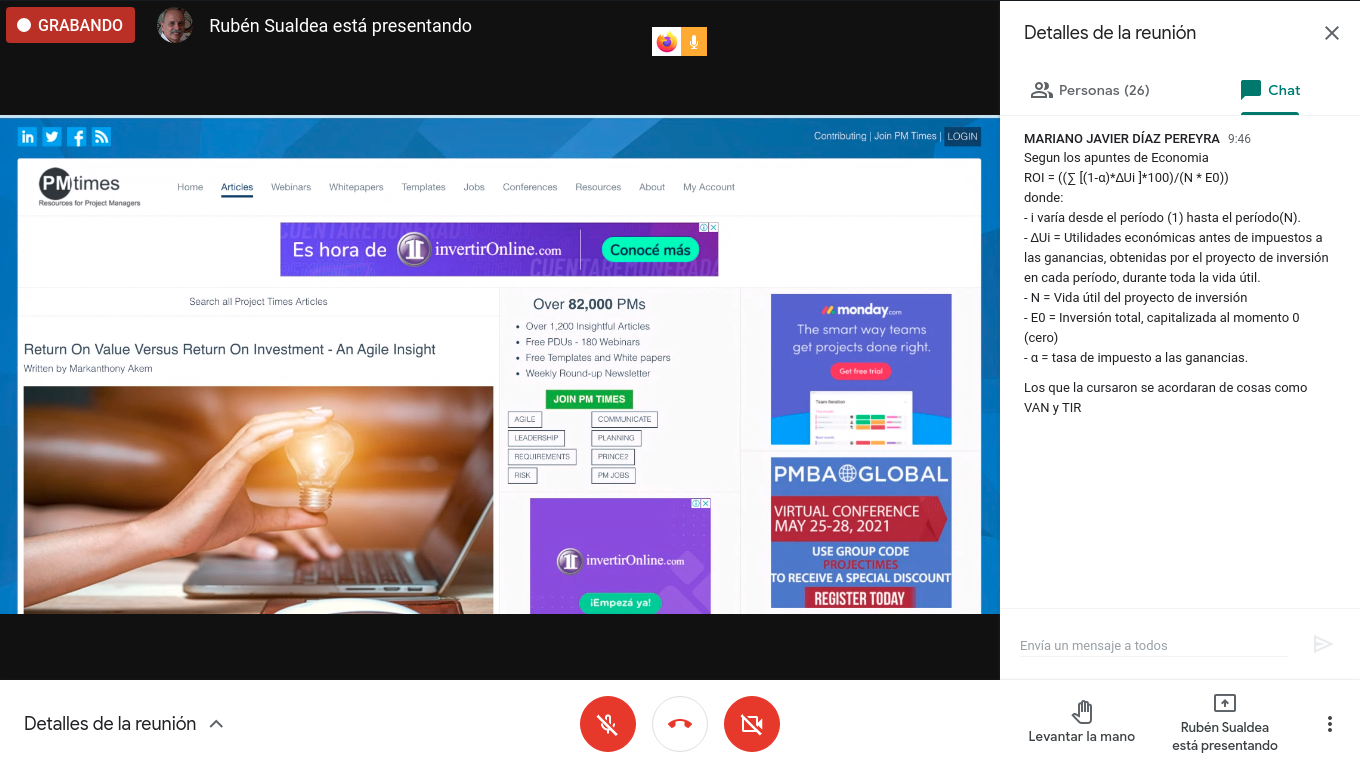 GRABANDO
Rubén Sualdea está presentando
Contributing | Join PM Times | LOGIN
PMtimes
Resources for Project Managers
Home Articles Webinars Whitepapers Templates Jobs Conferences Resources About My Account
Es hora de invertirOnline.com Conocé más
CUENTAREMUNERADA
Search all Project Times Articles
Return On Value Versus Return On Investment - An Agile Insight
Written by Markanthony Akem
Over 82,000 PMs
• Over 1,200 Insightful Articles
• Free PDUs - 180 Webinars
• Free Templates and White papers
• Weekly Round-up Newsletter
JOIN PM TIMES
AGILE COMMUNICATE
LEADERSHIP PLANNING
REQUIREMENTS PRINCE2
RISK PM JOBS
invertirOnline.com
¡Empezá ya!
monday.com
The smart way teams
get projects done right.
Get free trial
Team iteration
PMBA GLOBAL
VIRTUAL CONFERENCE
MAY 25-28, 2021
USE GROUP CODE
PROJECTIMES
TO RECEIVE A SPECIAL DISCOUNT
REGISTER TODAY
Detalles de la reunión
Personas (26) Chat
MARIANO JAVIER DÍAZ PEREYRA 9:46
Segun los apuntes de Economia
ROI = ((∑ [(1-α)*ΔUi ]*100)/(N * E0))
donde:
- i varía desde el período (1) hasta el período(N).
- ΔUi = Utilidades económicas antes de impuestos a
las ganancias, obtenidas por el proyecto de inversión
en cada período, durante toda la vida útil.
- N = Vida útil del proyecto de inversión
- E0 = Inversión total, capitalizada al momento 0
(cero)
- α = tasa de impuesto a las ganancias.
Los que la cursaron se acordaran de cosas como
VAN y TIR
Envía un mensaje a todos
Detalles de la reunión
Levantar la mano
Rubén Sualdea
está presentando